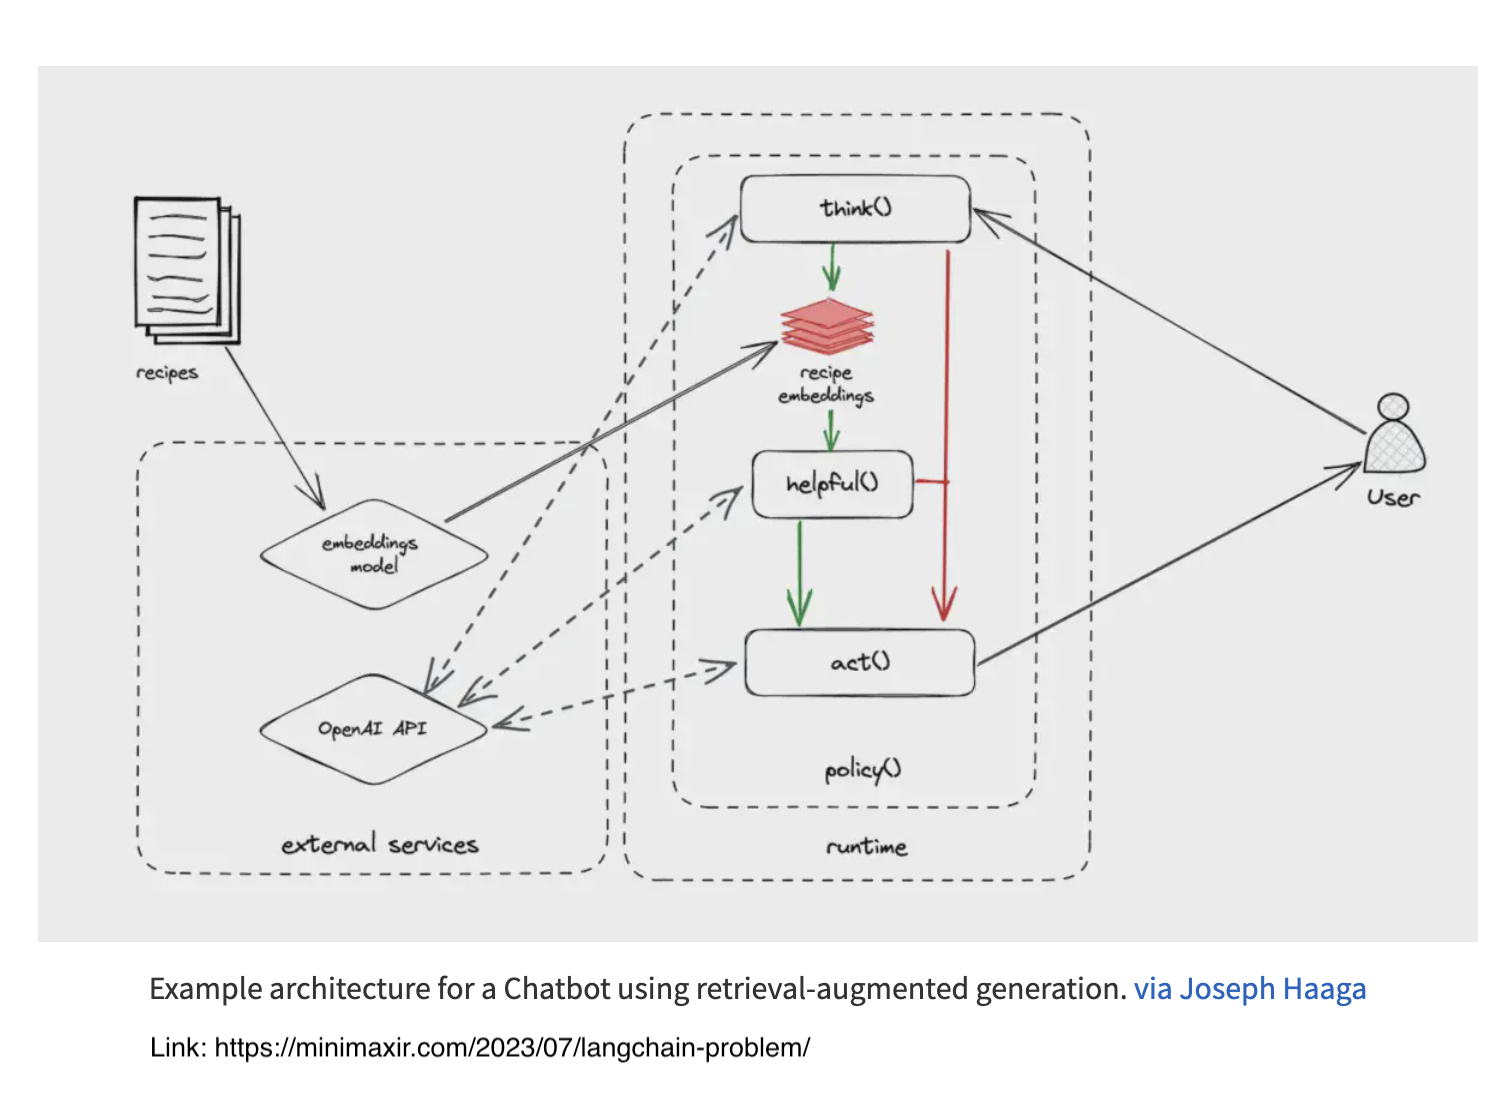 think()
recipes
recipe
embeddings
helpful()
User
embeddings
model
act()
OpenAI API
policy()
external services
runtime
Example architecture for a Chatbot using retrieval-augmented generation. via Joseph Haaga
Link: https://minimaxir.com/2023/07/langchain-problem/